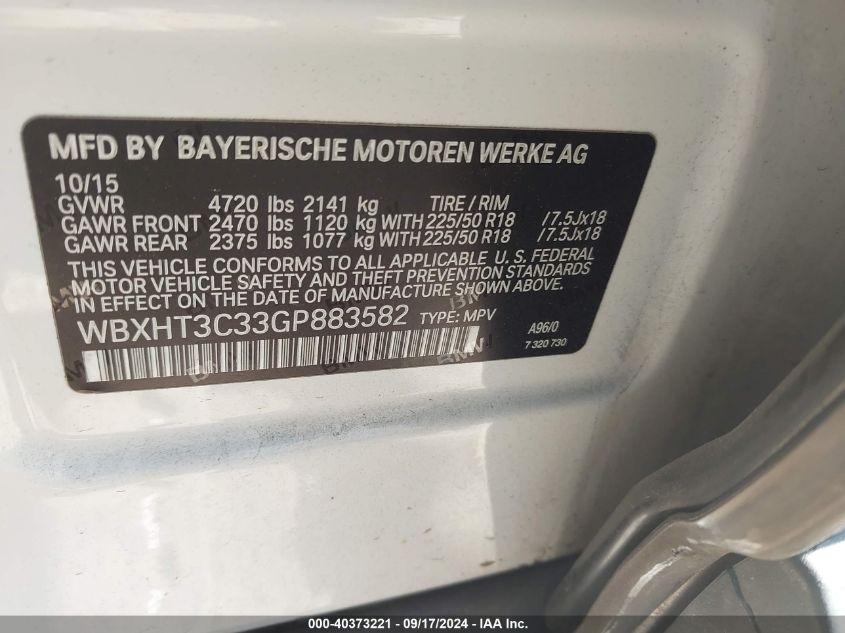 MFD BY BAYERISCHE MOTOREN WERKE AG
10/15
GVWR 4720 lbs 2141 kg TIRE / RIM
GAWR FRONT 2470 lbs 1120 kg WITH 225/50 R18 /7.5Jx18
GAWR REAR 2375 lbs 1077 kg WITH 225/50 R18 /7.5Jx18
THIS VEHICLE CONFORMS TO ALL APPLICABLE U. S. FEDERAL
MOTOR VEHICLE SAFETY AND THEFT PREVENTION STANDARDS
IN EFFECT ON THE DATE OF MANUFACTURE SHOWN ABOVE.
WBXHT3C33GP883582 TYPE: MPV
A96/0
7 320 730
000-40373221 - 09/17/2024 - IAAI Inc.